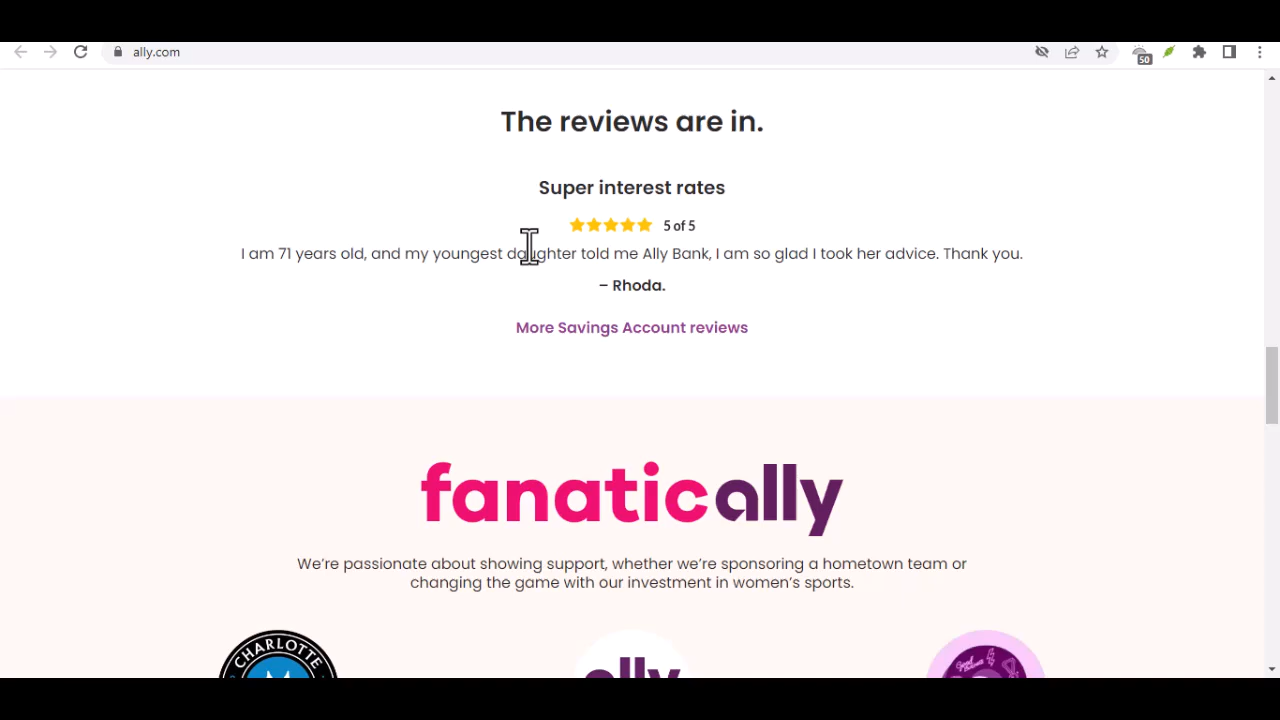 ally.com
50
The reviews are in.
Super interest rates
5 of 5
I am 71 years old, and my youngest daughter told me Ally Bank, I am so glad I took her advice. Thank you.
– Rhoda.
More Savings Account reviews
fanatically
We’re passionate about showing support, whether we’re sponsoring a hometown team or
changing the game with our investment in women’s sports.
CHARLOTTE
ally